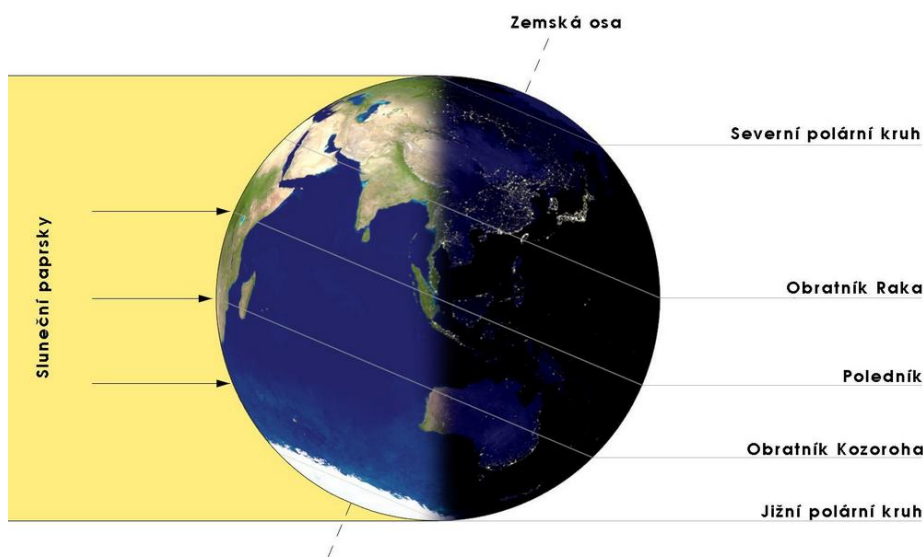 Zemská osa
Severní polární kruh
Sluneční paprsky
Obratník Raka
Poledník
Obratník Kozoroha
Jižní polární kruh